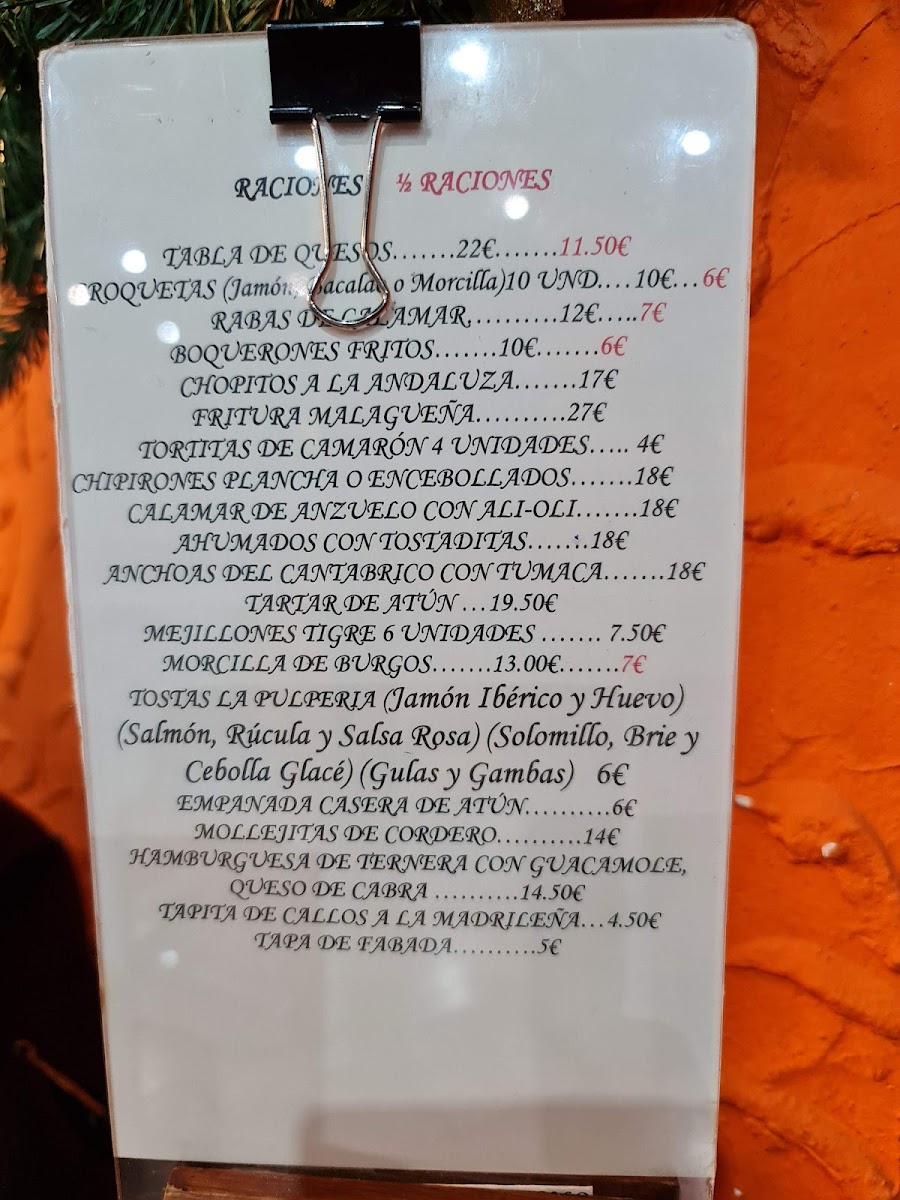 RACIONES ½ RACIONES
TABLA DE QUESOS.......22€.......11.50€
CROQUETAS (Jamón, Bacalao o Morcilla)10 UND....10€...6€
RABAS DE CALAMAR..........12€.....7€
BOQUERONES FRITOS.......10€.......6€
CHOPITOS A LA ANDALUZA.......17€
FRITURA MALAGUEÑA..........27€
TORTITAS DE CAMARÓN 4 UNIDADES..... 4€
CHIPIRONES PLANCHA O ENCEBOLLADOS.......18€
CALAMAR DE ANZUELO CON ALI-OLI.......18€
AHUMADOS CON TOSTADITAS.......18€
ANCHOAS DEL CANTABRICO CON TUMACA.......18€
TARTAR DE ATÚN ...19.50€
MEJILLONES TIGRE 6 UNIDADES ....... 7.50€
MORCILLA DE BURGOS.......13.00€.......7€
TOSTAS LA PULPERIA (Jamón Ibérico y Huevo)
(Salmón, Rúcula y Salsa Rosa) (Solomillo, Brie y
Cebolla Glacé) (Gulas y Gambas) 6€
EMPANADA CASERA DE ATÚN..........6€
MOLLEJITAS DE CORDERO..........14€
HAMBURGUESA DE TERNERA CON GUACAMOLE,
QUESO DE CABRA ..........14.50€
TAPITA DE CALLOS A LA MADRILEÑA...4.50€
TAPA DE FABADA..........5€